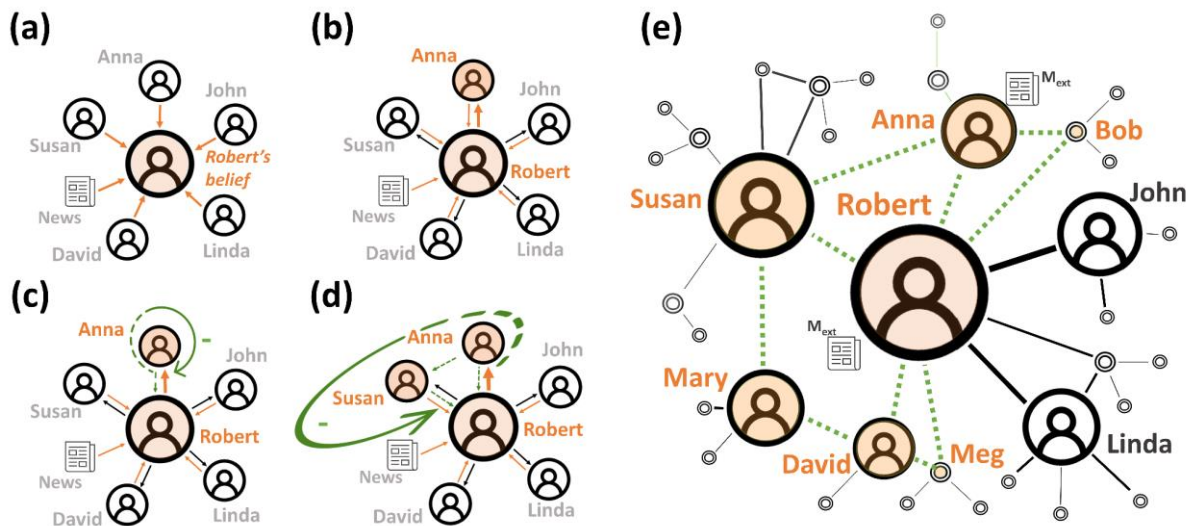 (a)
Anna
John
Susan
Robert's
belief
News
David
Linda
(b)
Anna
John
Susan
Robert
News
David
Linda
(c)
Anna
-
John
Susan
Robert
News
David
Linda
(d)
Anna
John
Susan
-
Robert
News
David
Linda
(e)
M_ext
Anna
Bob
Susan
Robert
John
M_ext
Mary
David
Meg
Linda